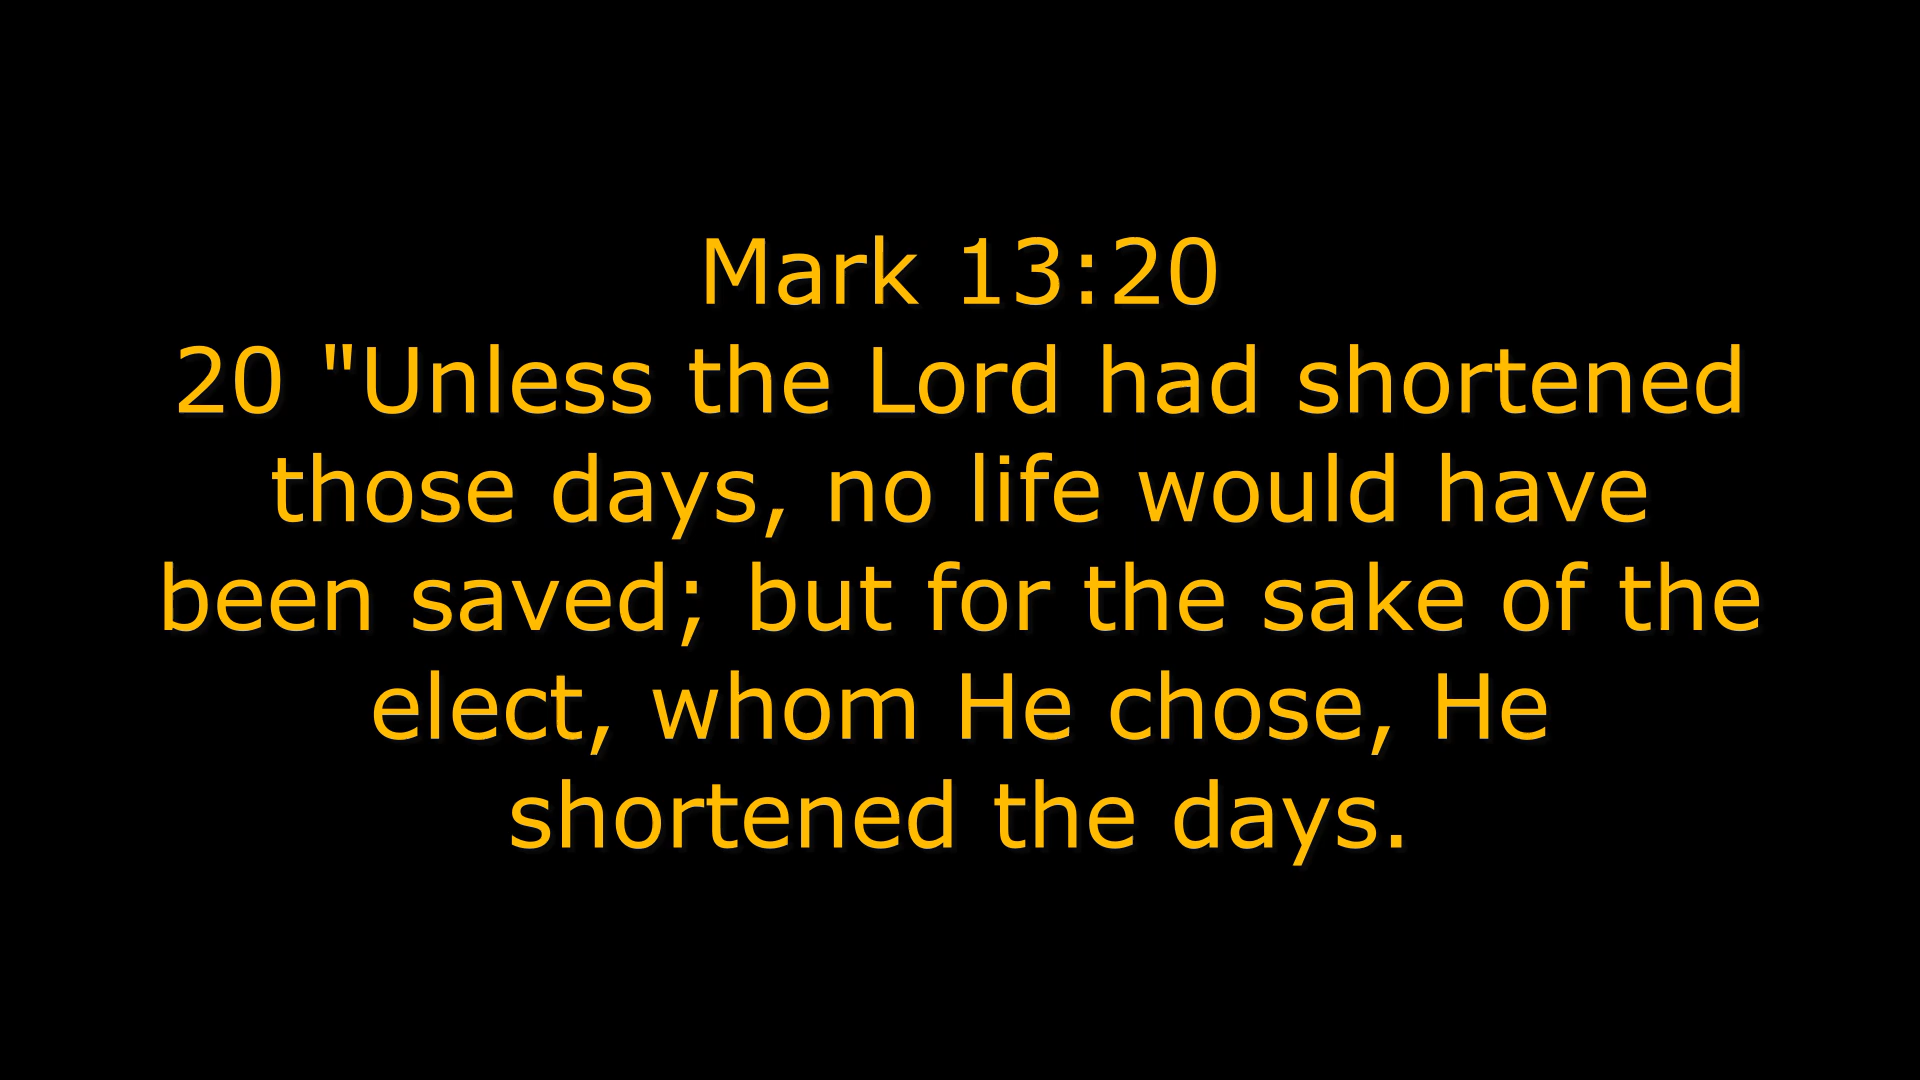 Mark 13:20
20 "Unless the Lord had shortened
those days, no life would have
been saved; but for the sake of the
elect, whom He chose, He
shortened the days.